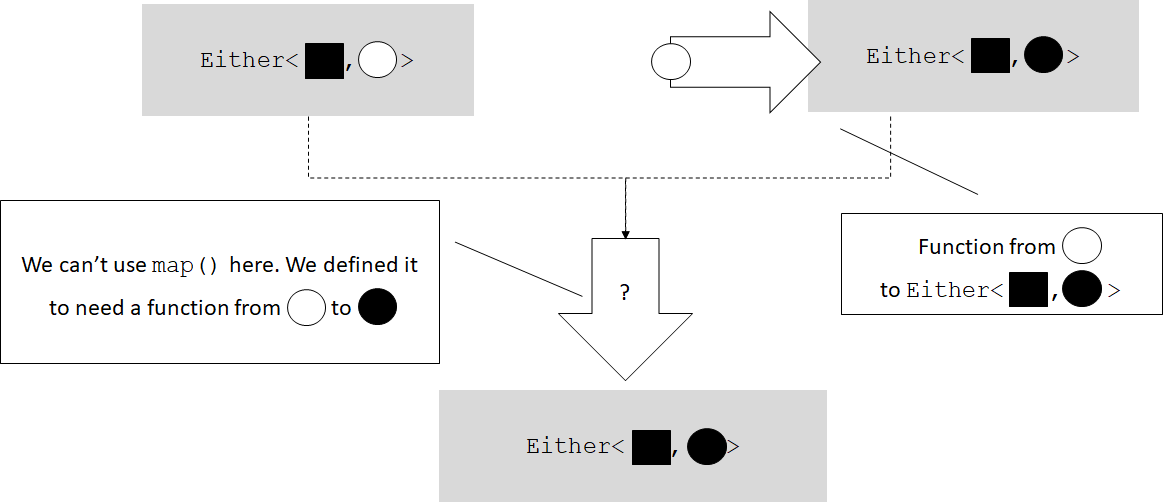 Either< , >
Either< , >
We can’t use map() here. We defined it
to need a function from to
?
Function from
to Either< , >
Either< , >